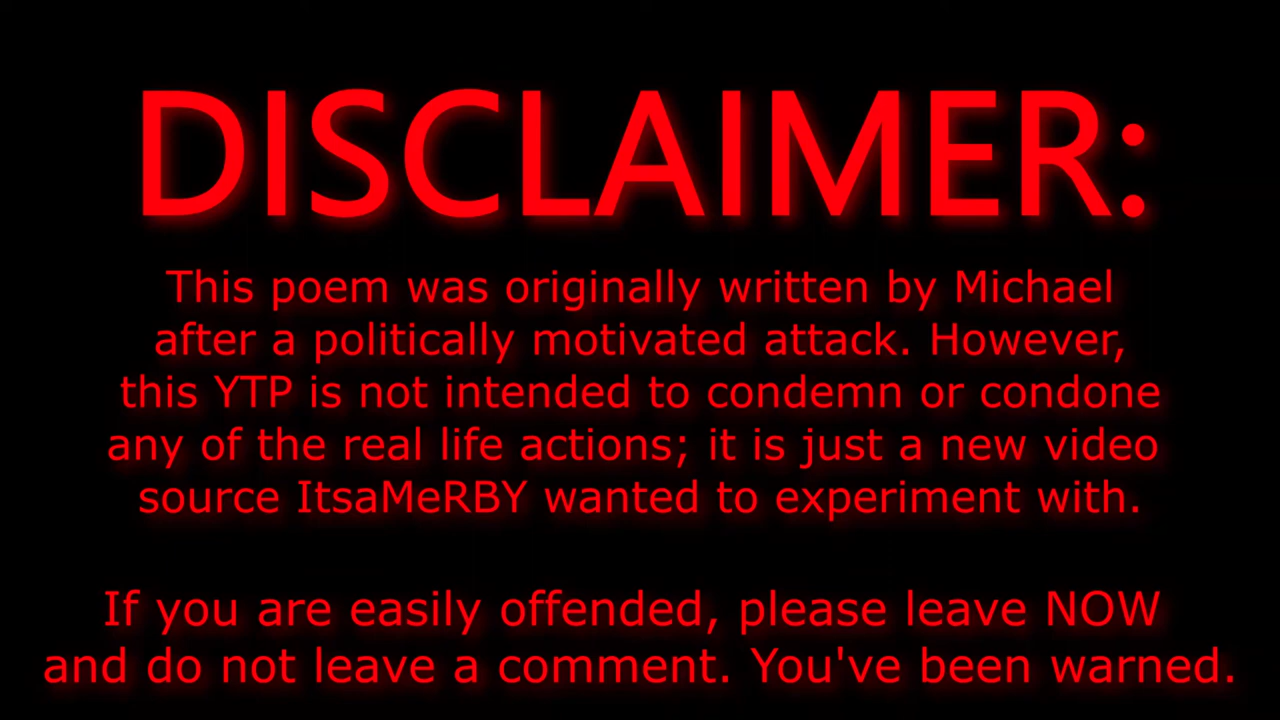 DISCLAIMER:
This poem was originally written by Michael
after a politically motivated attack. However,
this YTP is not intended to condemn or condone
any of the real life actions; it is just a new video
source ItsaMeRBY wanted to experiment with.
If you are easily offended, please leave NOW
and do not leave a comment. You've been warned.